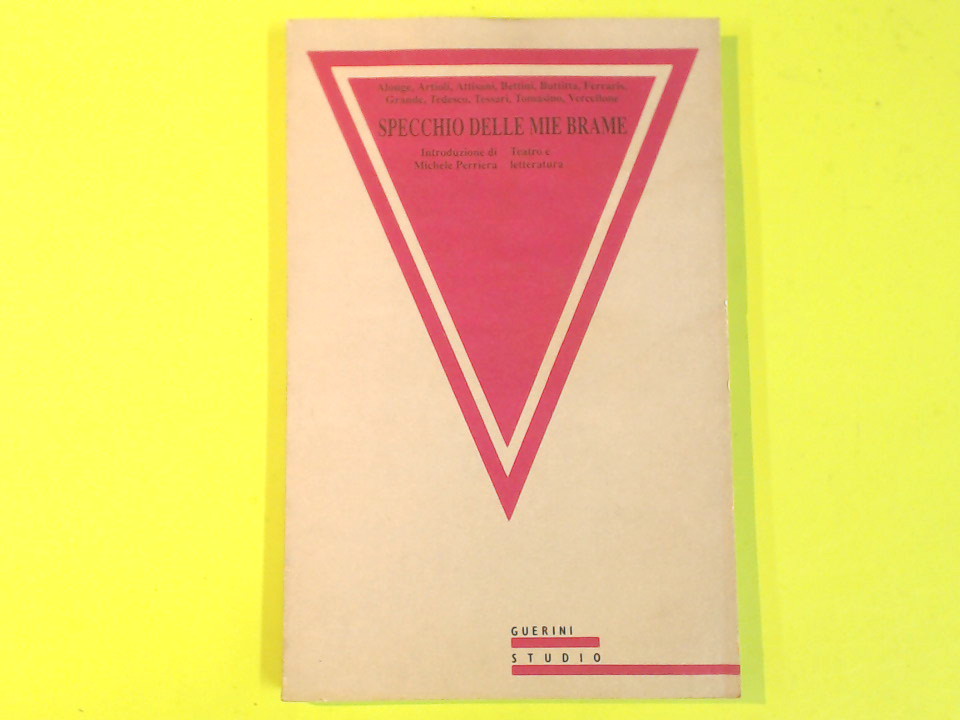 Alonge, Artioli, Attisani, Bettini, Buttitta, Ferraris,
Grande, Tedesco, Tessari, Tomasino, Vercellone
SPECCHIO DELLE MIE BRAME
Introduzione di Teatro e
Michele Perriera letteratura
GUERINI
STUDIO